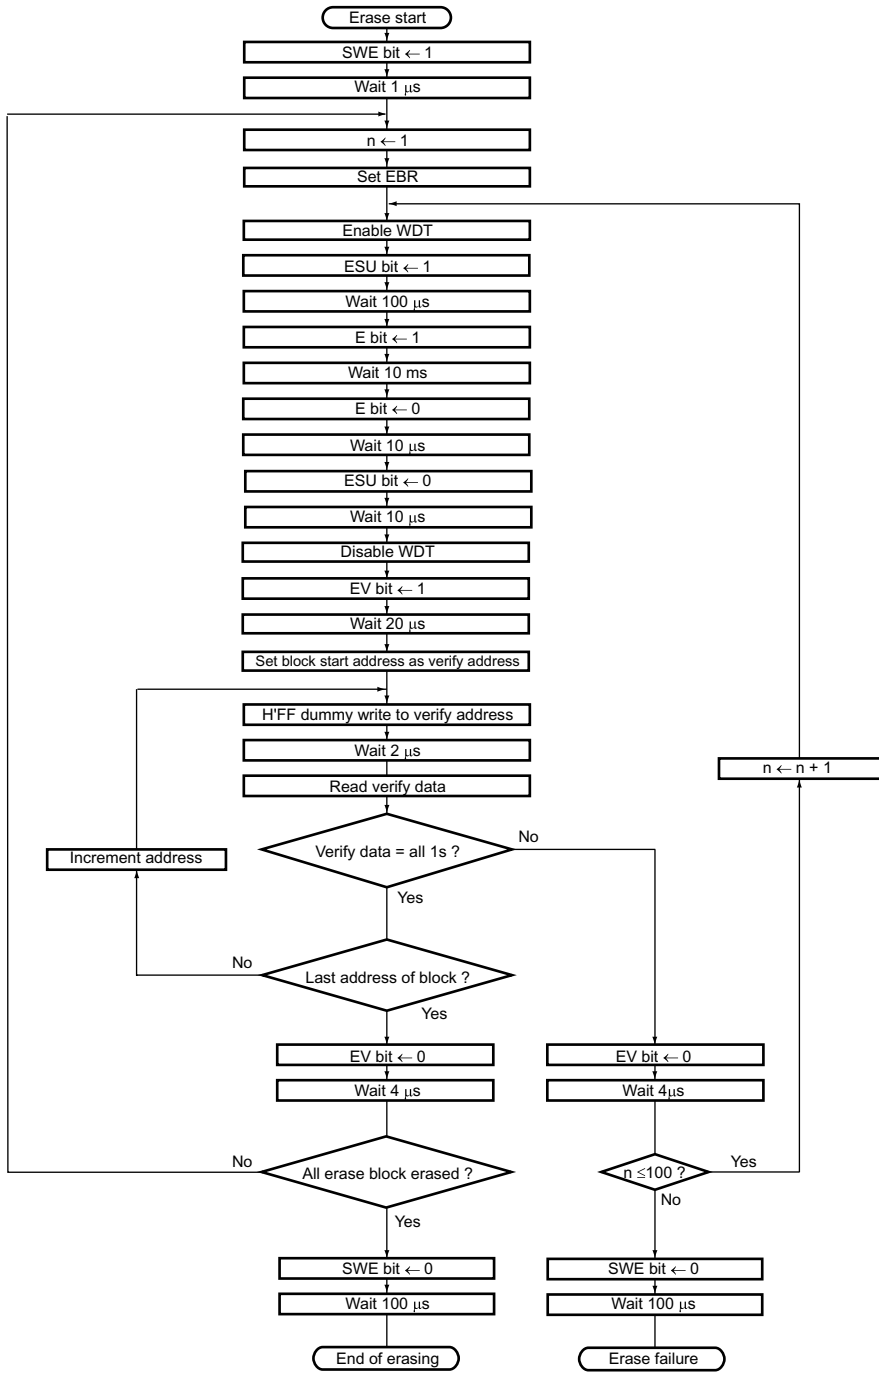 Erase start
SWE bit ← 1
Wait 1 µs
n ← 1
Set EBR
Enable WDT
ESU bit ← 1
Wait 100 µs
E bit ← 1
Wait 10 ms
E bit ← 0
Wait 10 µs
ESU bit ← 0
Wait 10 µs
Disable WDT
EV bit ← 1
Wait 20 µs
Set block start address as verify address
H'FF dummy write to verify address
Wait 2 µs
n ← n + 1
Read verify data
Verify data = all 1s ?
No
Increment address
Yes
No
Last address of block ?
Yes
EV bit ← 0
EV bit ← 0
Wait 4 µs
Wait 4µs
No
All erase block erased ?
n ≤100 ?
Yes
Yes
No
SWE bit ← 0
SWE bit ← 0
Wait 100 µs
Wait 100 µs
End of erasing
Erase failure